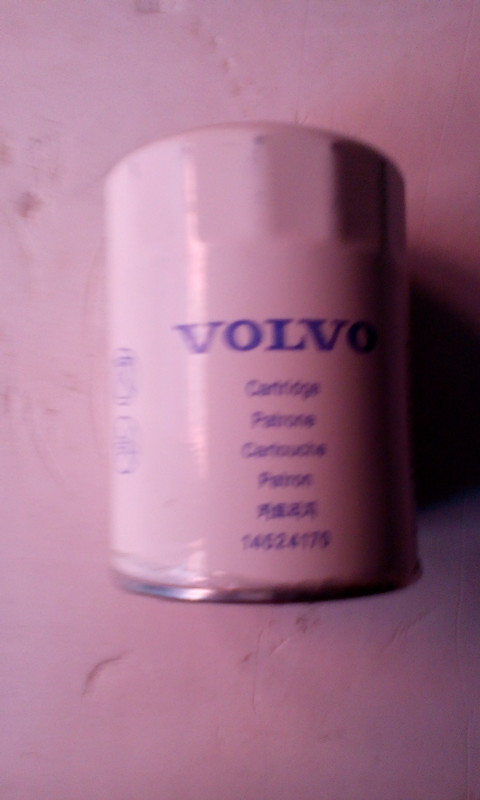 VOLVO
Cartridge
Patrone
Cartouche
Patron
14524170